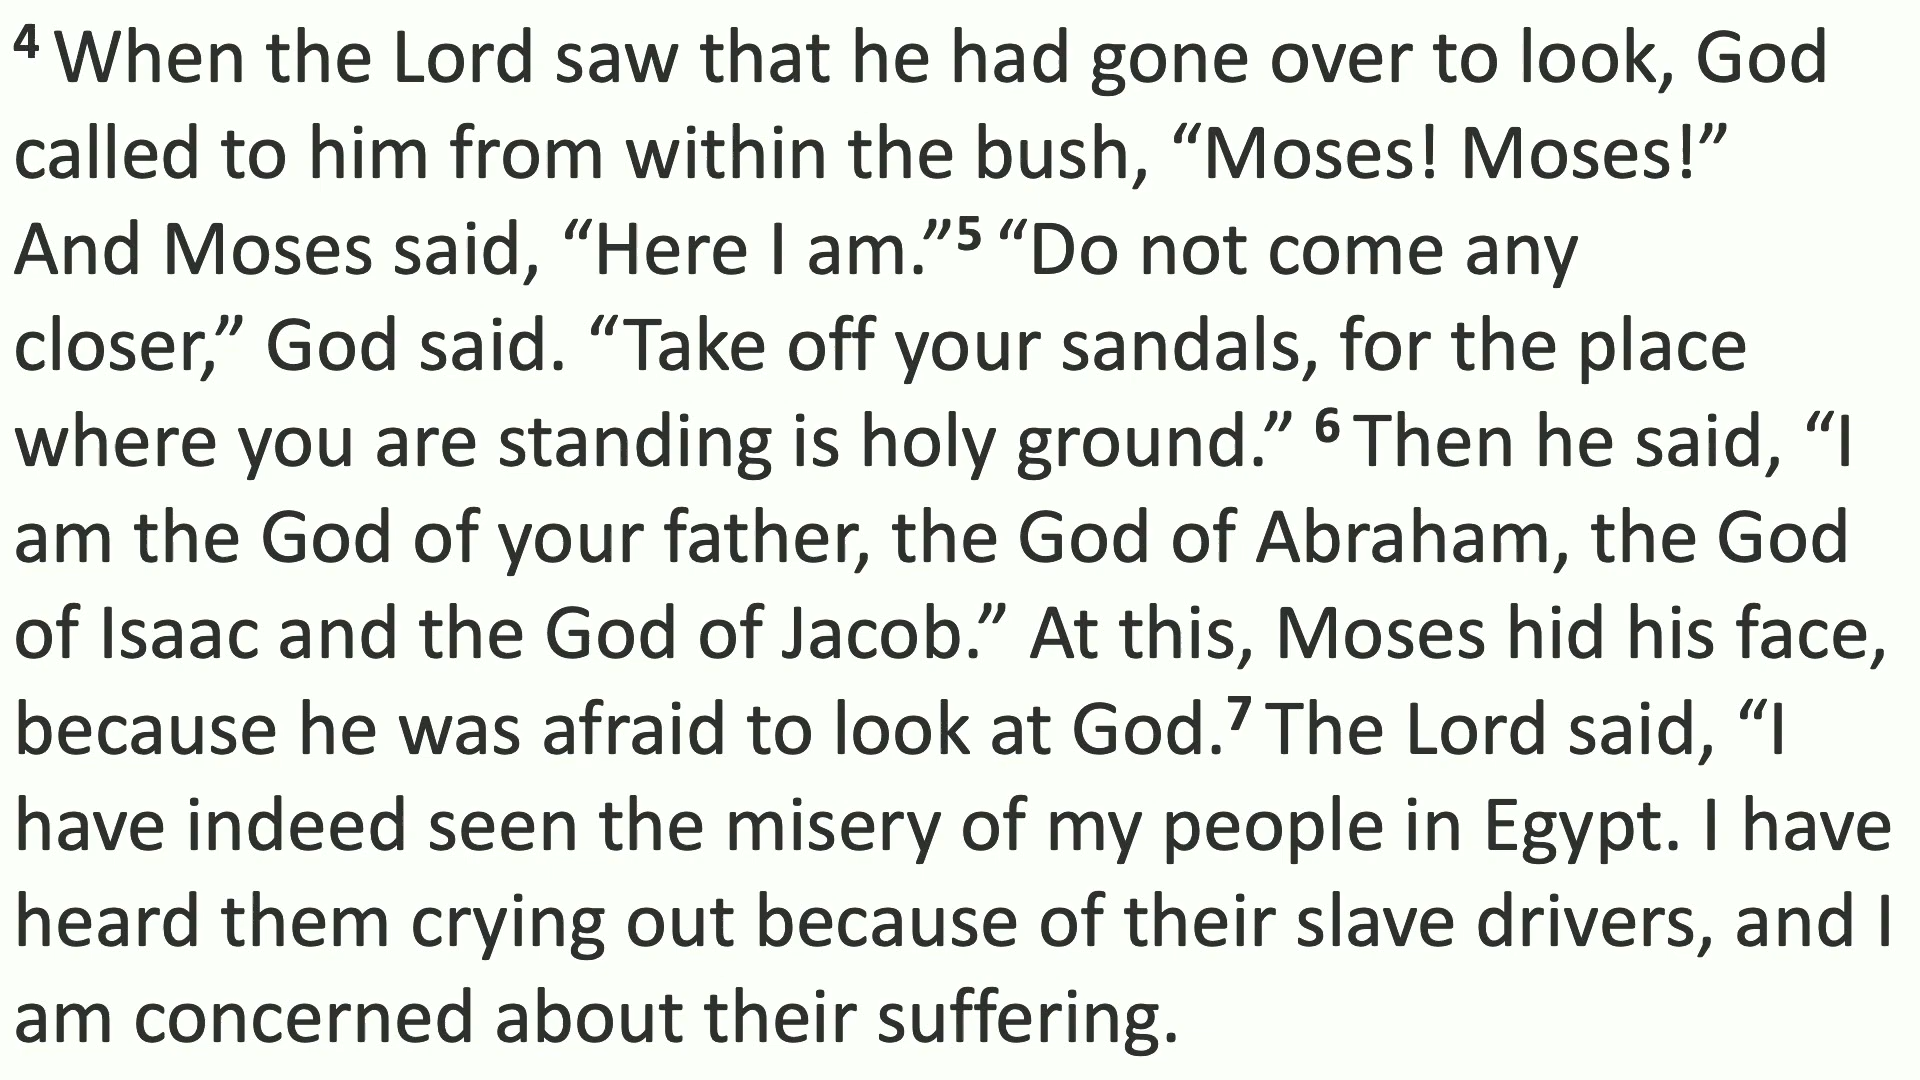 4 When the Lord saw that he had gone over to look, God
called to him from within the bush, “Moses! Moses!”
And Moses said, “Here I am.”5 “Do not come any
closer,” God said. “Take off your sandals, for the place
where you are standing is holy ground.” 6 Then he said, “I
am the God of your father, the God of Abraham, the God
of Isaac and the God of Jacob.” At this, Moses hid his face,
because he was afraid to look at God.7 The Lord said, “I
have indeed seen the misery of my people in Egypt. I have
heard them crying out because of their slave drivers, and I
am concerned about their suffering.